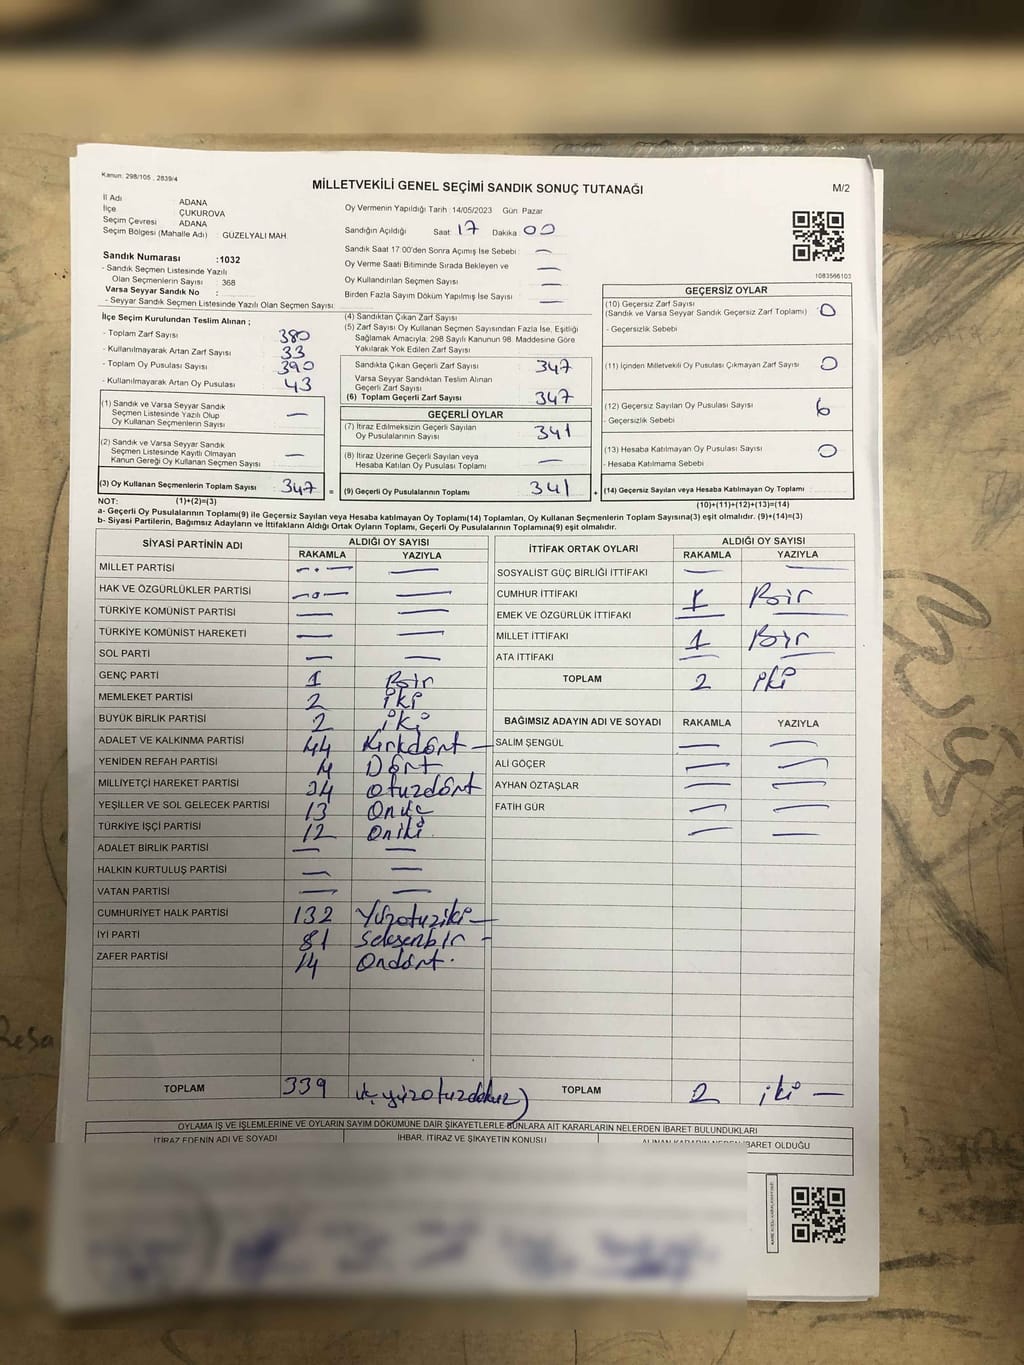 Kanun: 298/105 , 2839/4
MİLLETVEKİLİ GENEL SEÇİMİ SANDIK SONUÇ TUTANAĞI
M/2
İl Adı : ADANA
İlçe : ÇUKUROVA
Seçim Çevresi : ADANA
Seçim Bölgesi (Mahalle Adı) : GÜZELYALI MAH.
Sandık Numarası :1032
- Sandık Seçmen Listesinde Yazılı
Olan Seçmenlerin Sayısı : 368
Varsa Seyyar Sandık No :
- Seyyar Sandık Seçmen Listesinde Yazılı Olan Seçmen Sayısı:
Oy Vermenin Yapıldığı Tarih :14/05/2023 Gün: Pazar
Sandığın Açıldığı Saat: 17 Dakika: 00
Sandık Saat 17:00'den Sonra Açımış İse Sebebi : —
Oy Verme Saati Bitiminde Sırada Bekleyen ve —
Oy Kullandırılan Seçmen Sayısı : —
Birden Fazla Sayım Döküm Yapılmış İse Sayısı : —
1083566103
İlçe Seçim Kurulundan Teslim Alınan ;
- Toplam Zarf Sayısı : 380
- Kullanılmayarak Artan Zarf Sayısı : 33
- Toplam Oy Pusulası Sayısı : 390
- Kullanılmayarak Artan Oy Pusulası : 43
(1) Sandık ve Varsa Seyyar Sandık
Seçmen Listesinde Yazılı Olup
Oy Kullanan Seçmenlerin Sayısı : —
(2) Sandık ve Varsa Seyyar Sandık
Seçmen Listesinde Kayıtlı Olmayan
Kanun Gereği Oy Kullanan Seçmen Sayısı : —
(3) Oy Kullanan Seçmenlerin Toplam Sayısı : 347 =
(4) Sandıktan Çıkan Zarf Sayısı
(5) Zarf Sayısı Oy Kullanan Seçmen Sayısından Fazla İse, Eşitliği
Sağlamak Amacıyla; 298 Sayılı Kanunun 98. Maddesine Göre
Yakılarak Yok Edilen Zarf Sayısı
Sandıkta Çıkan Geçerli Zarf Sayısı : 347
Varsa Seyyar Sandıktan Teslim Alınan
Geçerli Zarf Sayısı
(6) Toplam Geçerli Zarf Sayısı : 347
GEÇERLİ OYLAR
(7) İtiraz Edilmeksizin Geçerli Sayılan
Oy Pusulalarının Sayısı : 341
(8) İtiraz Üzerine Geçerli Sayılan veya
Hesaba Katılan Oy Pusulası Toplamı : —
(9) Geçerli Oy Pusulalarının Toplamı : 341 +
GEÇERSİZ OYLAR
(10) Geçersiz Zarf Sayısı
(Sandık ve Varsa Seyyar Sandık Geçersiz Zarf Toplamı) : 0
- Geçersizlik Sebebi
(11) İçinden Milletvekili Oy Pusulası Çıkmayan Zarf Sayısı : 0
(12) Geçersiz Sayılan Oy Pusulası Sayısı : 6
- Geçersizlik Sebebi
(13) Hesaba Katılmayan Oy Pusulası Sayısı : 0
- Hesaba Katılmama Sebebi
(14) Geçersiz Sayılan veya Hesaba Katılmayan Oy Toplamı :
NOT: (1)+(2)=(3) (10)+(11)+(12)+(13)=(14)
a- Geçerli Oy Pusulalarının Toplamı(9) ile Geçersiz Sayılan veya Hesaba katılmayan Oy Toplamı(14) Toplamları, Oy Kullanan Seçmenlerin Toplam Sayısına(3) eşit olmalıdır. (9)+(14)=(3)
b- Siyasi Partilerin, Bağımsız Adayların ve İttifakların Aldığı Ortak Oyların Toplamı, Geçerli Oy Pusulalarının Toplamına(9) eşit olmalıdır.
SİYASİ PARTİNİN ADI ALDIĞI OY SAYISI
RAKAMLA YAZIYLA
MİLLET PARTİSİ — —
HAK VE ÖZGÜRLÜKLER PARTİSİ — —
TÜRKİYE KOMÜNİST PARTİSİ — —
TÜRKİYE KOMÜNİST HAREKETİ — —
SOL PARTİ — —
GENÇ PARTİ 1 Bir
MEMLEKET PARTİSİ 2 iki
BÜYÜK BİRLİK PARTİSİ 2 iki
ADALET VE KALKINMA PARTİSİ 44 Kırkdört —
YENİDEN REFAH PARTİSİ 4 Dört
MİLLİYETÇİ HAREKET PARTİSİ 34 otuzdört
YEŞİLLER VE SOL GELECEK PARTİSİ 13 Onüç
TÜRKİYE İŞÇİ PARTİSİ 12 Oniki
ADALET BİRLİK PARTİSİ — —
HALKIN KURTULUŞ PARTİSİ — —
VATAN PARTİSİ — —
CUMHURİYET HALK PARTİSİ 132 Yüzotuziki —
İYİ PARTİ 81 Seksenbir —
ZAFER PARTİSİ 14 Ondört.
TOPLAM 339 üçyüzotuzdokuz)
İTTİFAK ORTAK OYLARI ALDIĞI OY SAYISI
RAKAMLA YAZIYLA
SOSYALİST GÜÇ BİRLİĞİ İTTİFAKI — —
CUMHUR İTTİFAKI 1 Bir
EMEK VE ÖZGÜRLÜK İTTİFAKI — —
MİLLET İTTİFAKI 1 Bir
ATA İTTİFAKI — —
TOPLAM 2 iki
BAĞIMSIZ ADAYIN ADI VE SOYADI RAKAMLA YAZIYLA
SALİM ŞENGÜL — —
ALİ GÖÇER — —
AYHAN ÖZTAŞLAR — —
FATİH GÜR — —
— —
TOPLAM 2 iki —
OYLAMA İŞ VE İŞLEMLERİNE VE OYLARIN SAYIM DÖKÜMÜNE DAİR ŞİKAYETLERLE BUNLARA AİT KARARLARIN NELERDEN İBARET BULUNDUKLARI
İTİRAZ EDENİN ADI VE SOYADI İHBAR, İTİRAZ VE ŞİKAYETİN KONUSU ALINAN KARARIN NEDEN İBARET OLDUĞU